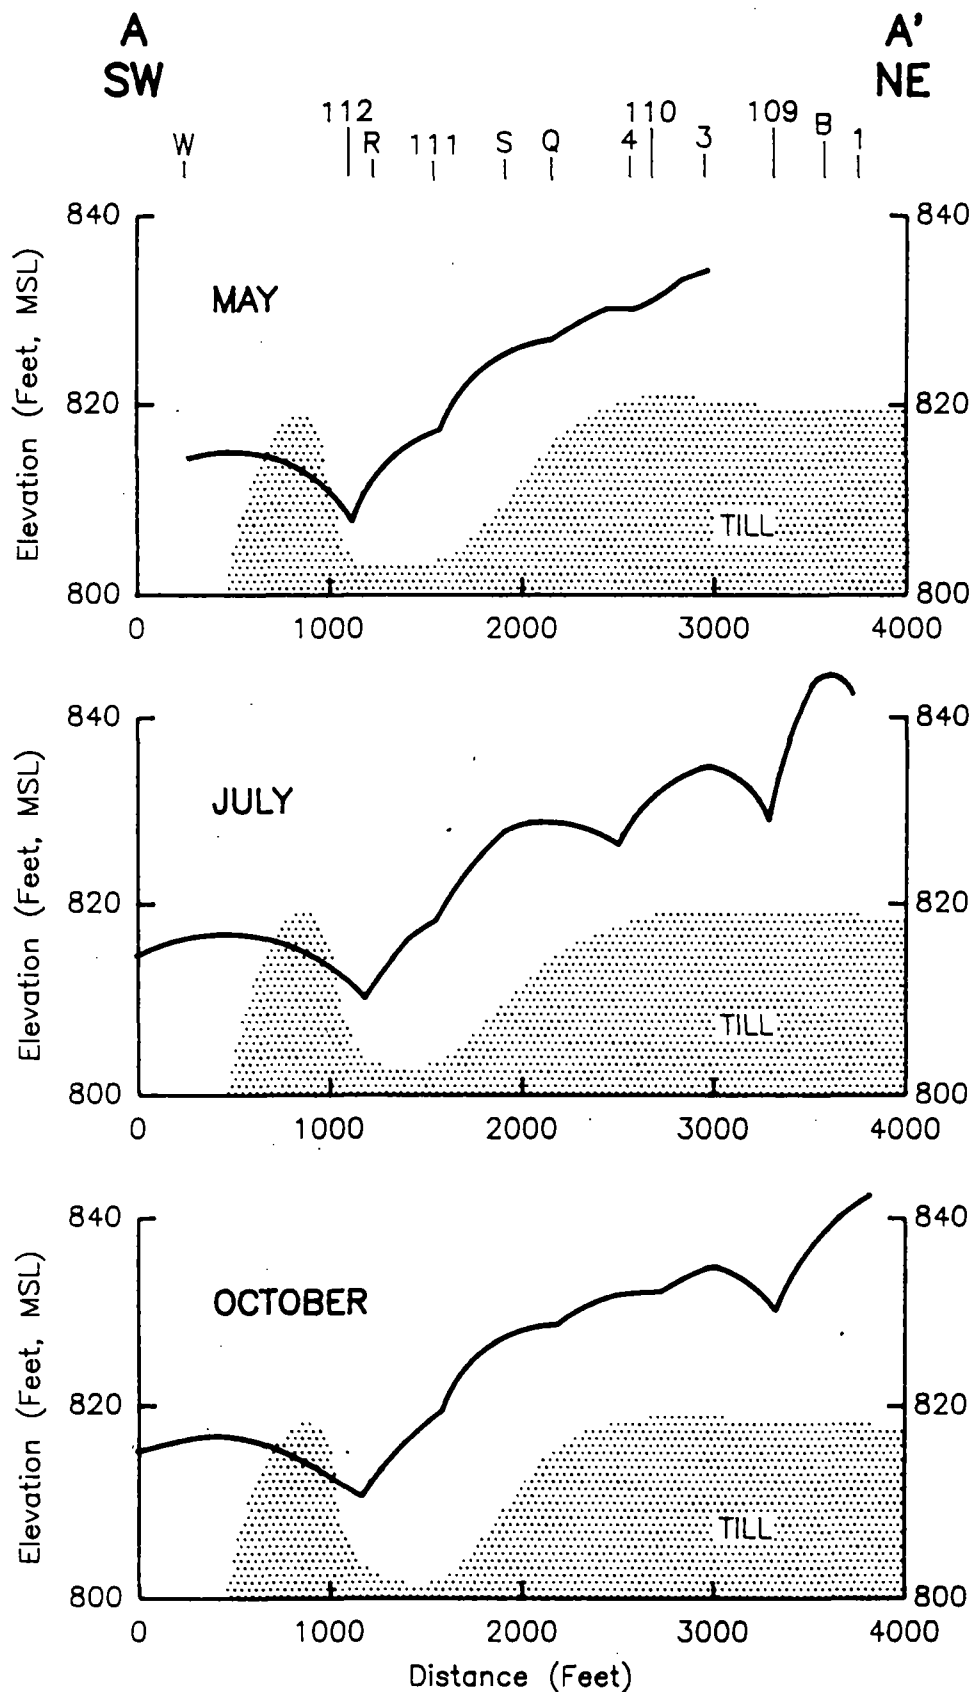 A A'
SW NE
112 110 109
W R 111 S Q 4 3 B 1
840 840
MAY
820 820
TILL
800 800
0 1000 2000 3000 4000
Elevation (Feet, MSL)
840 840
JULY
820 820
TILL
800 800
0 1000 2000 3000 4000
Elevation (Feet, MSL)
840 840
OCTOBER
820 820
TILL
800 800
0 1000 2000 3000 4000
Elevation (Feet, MSL)
Distance (Feet)